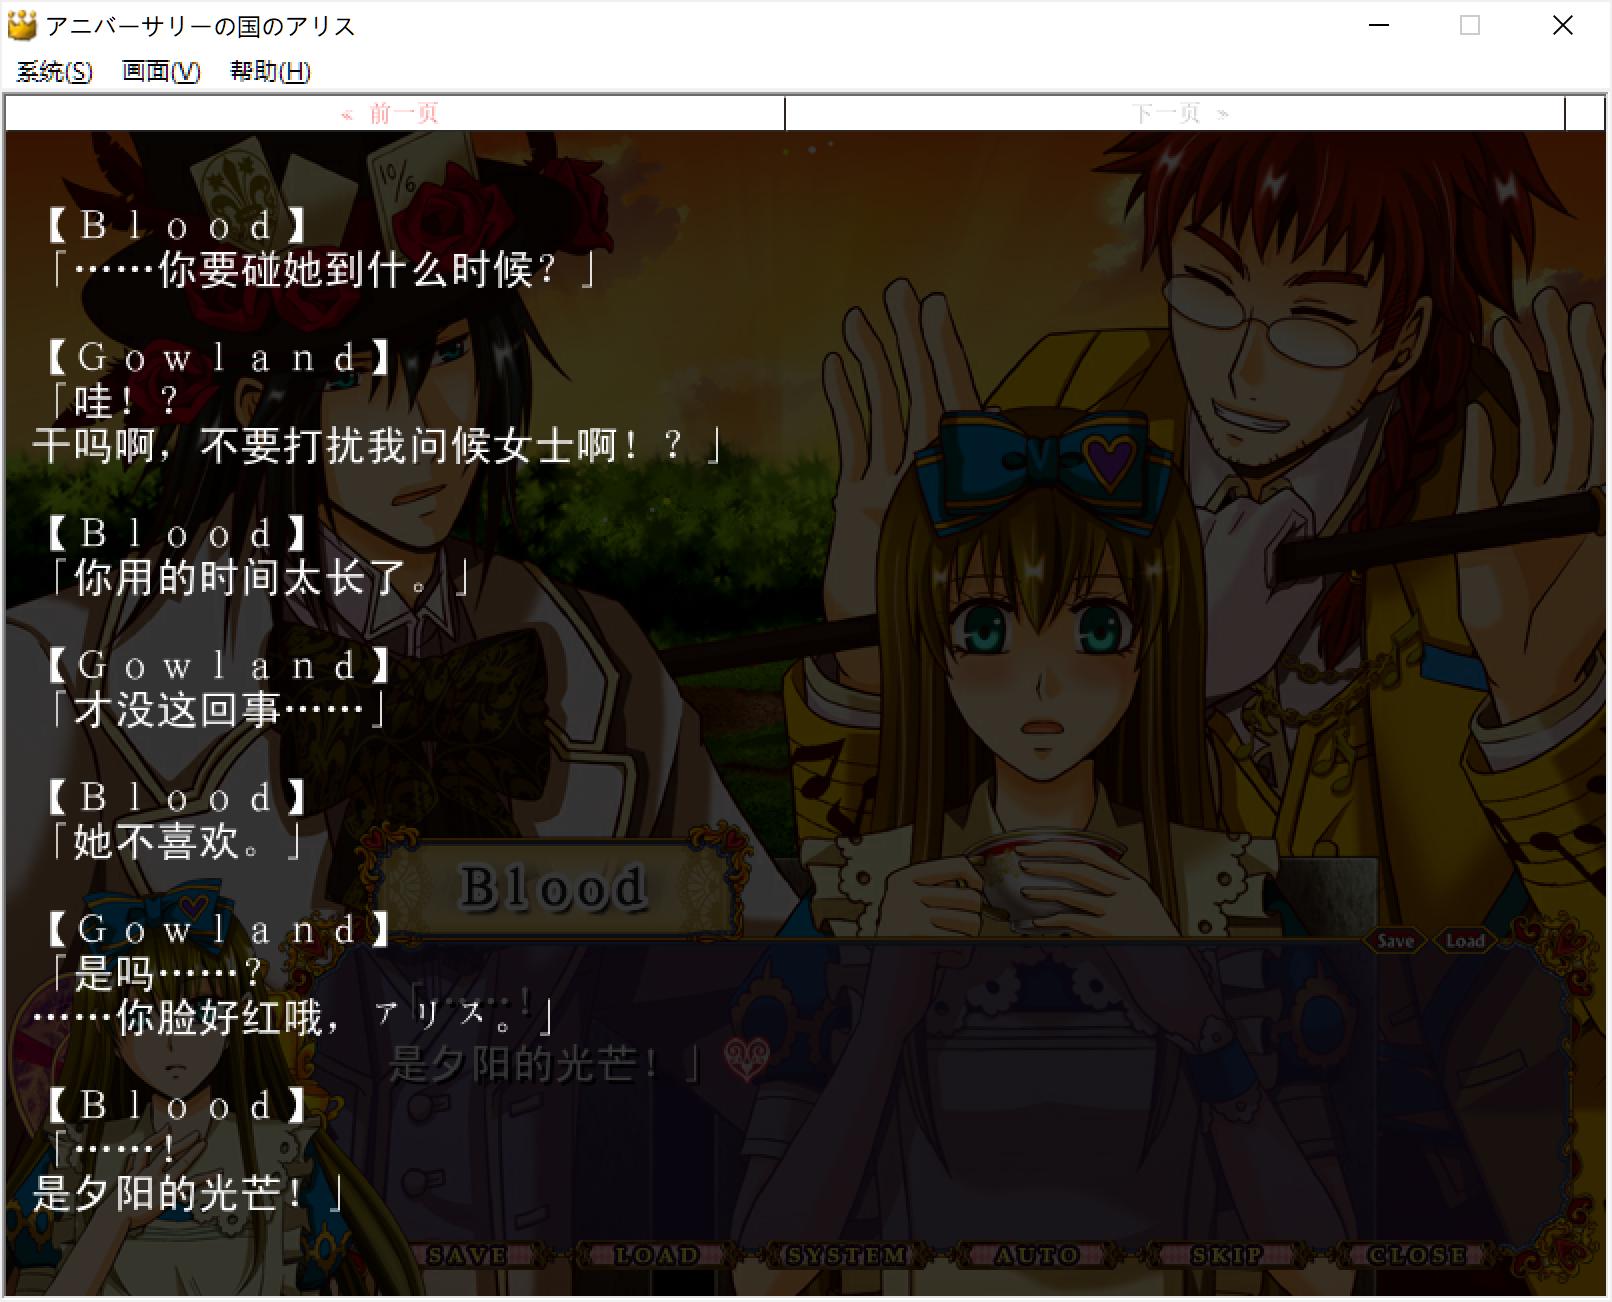 アニバーサリーの国のアリス
系统(S) 画面(V) 帮助(H)
« 前一页 下一页 »
10/6
【Blood】
「……你要碰她到什么时候？」
【Gowland】
「哇！？
干吗啊，不要打扰我问候女士啊！？」
【Blood】
「你用的时间太长了。」
【Gowland】
「才没这回事……」
【Blood】
「她不喜欢。」
【Gowland】
「是吗……？
……你脸好红哦，アリス。」
【Blood】
「……！
是夕阳的光芒！」
Blood
Save Load
「……！
是夕阳的光芒！」
SAVE LOAD SYSTEM AUTO SKIP CLOSE